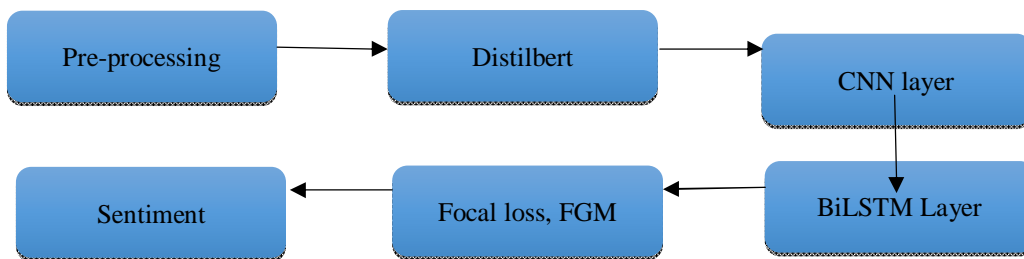 Pre-processing
Distilbert
CNN layer
BiLSTM Layer
Focal loss, FGM
Sentiment